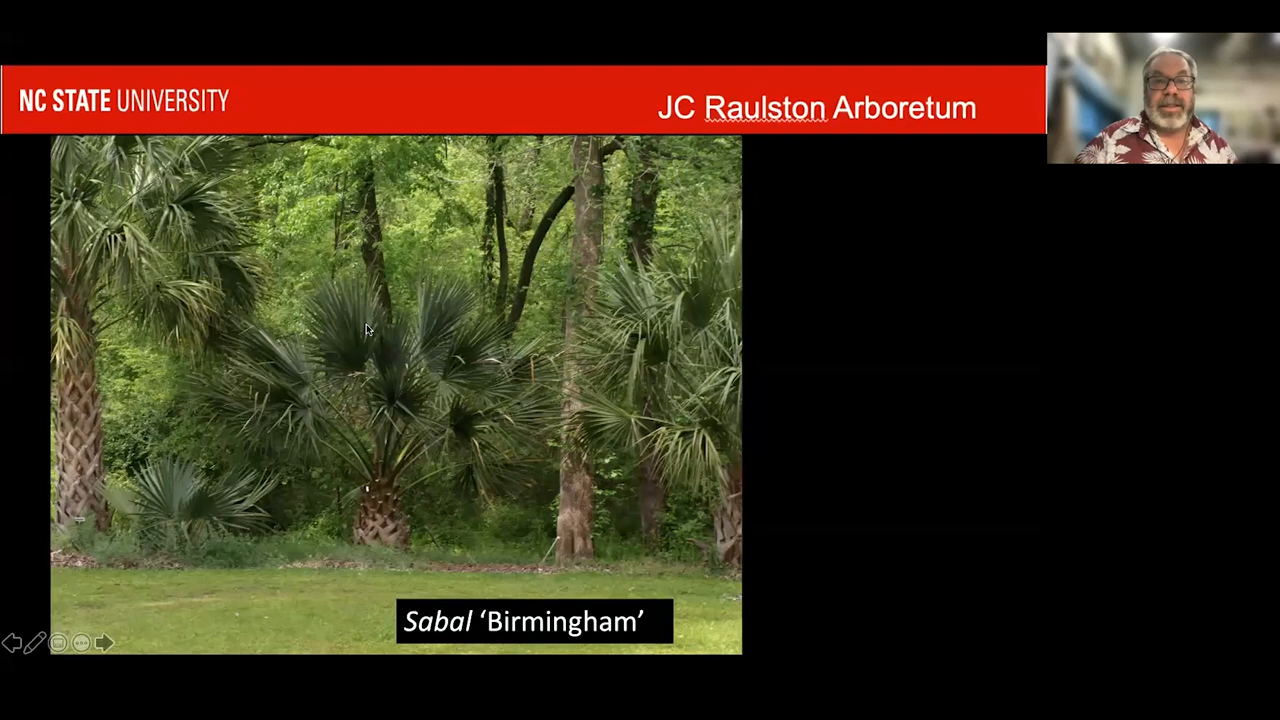 NC STATE UNIVERSITY
JC Raulston Arboretum
Sabal ‘Birmingham’